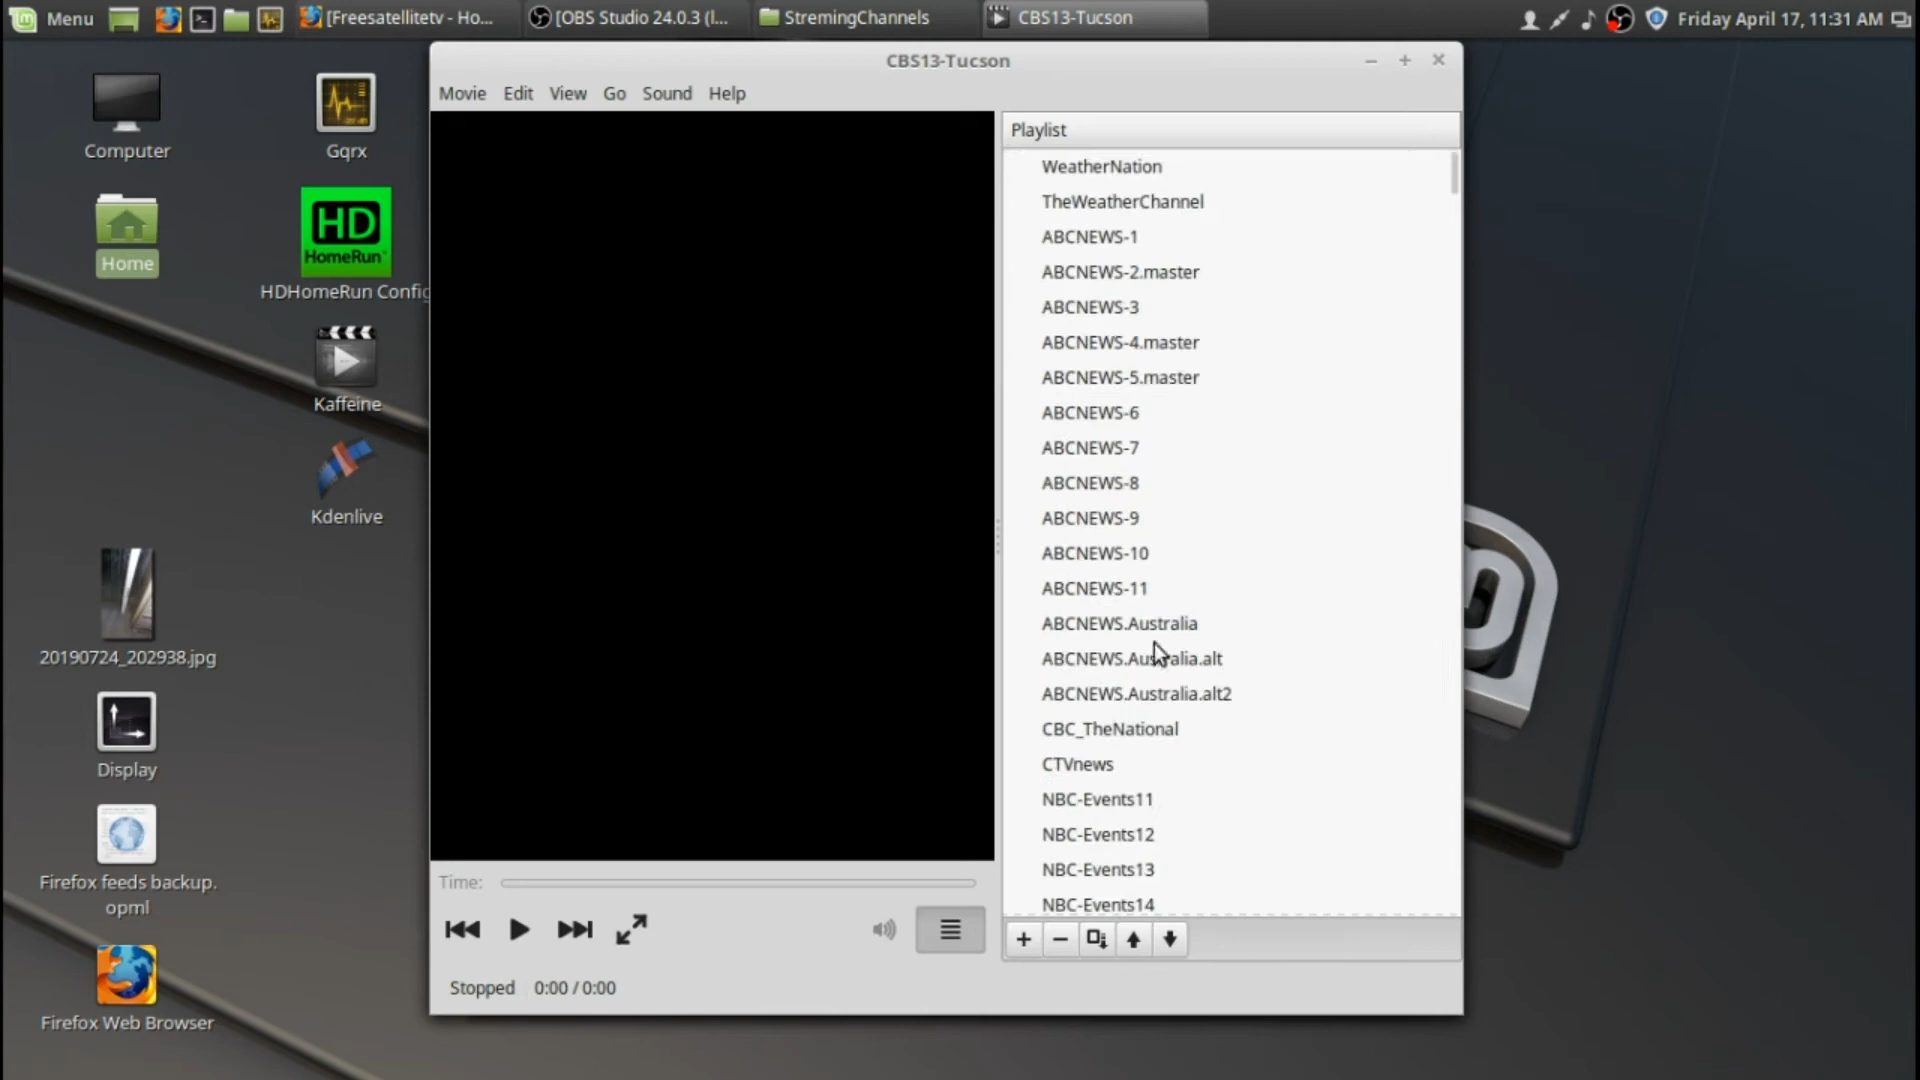 Menu
[Freesatellitetv - Ho...
[OBS Studio 24.0.3 (l...
StremingChannels
CBS13-Tucson
Friday April 17, 11:31 AM
Computer
Gqrx
Home
HD
HomeRun
HDHomeRun Config
Kaffeine
Kdenlive
20190724_202938.jpg
Display
Firefox feeds backup.
opml
Firefox Web Browser
CBS13-Tucson
Movie Edit View Go Sound Help
Playlist
WeatherNation
TheWeatherChannel
ABCNEWS-1
ABCNEWS-2.master
ABCNEWS-3
ABCNEWS-4.master
ABCNEWS-5.master
ABCNEWS-6
ABCNEWS-7
ABCNEWS-8
ABCNEWS-9
ABCNEWS-10
ABCNEWS-11
ABCNEWS.Australia
ABCNEWS.Australia.alt
ABCNEWS.Australia.alt2
CBC_TheNational
CTVnews
NBC-Events11
NBC-Events12
NBC-Events13
NBC-Events14
Time:
Stopped 0:00 / 0:00